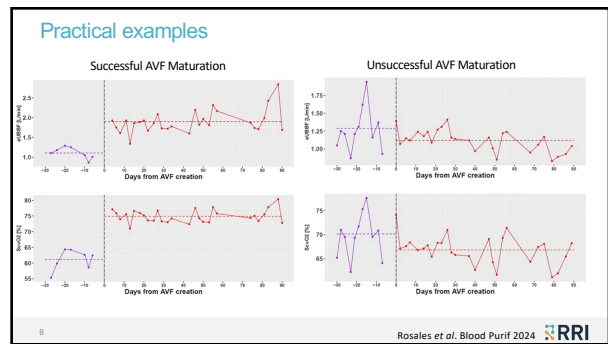 Practical examples
Successful AVF Maturation
Unsuccessful AVF Maturation
eUBBF [L/min]
2.5-
2.0-
1.5-
1.0-
-30 -20 -10 0 10 20 30 40 50 60 70 80 90
Days from AVF creation
eUBBF [L/min]
1.75-
1.50-
1.25-
1.00-
-30 -20 -10 0 10 20 30 40 50 60 70 80 90
Days from AVF creation
ScvO2 [%]
80-
75-
70-
65-
60-
55-
-30 -20 -10 0 10 20 30 40 50 60 70 80 90
Days from AVF creation
ScvO2 [%]
75-
70-
65-
-30 -20 -10 0 10 20 30 40 50 60 70 80 90
Days from AVF creation
8
Rosales et al. Blood Purif 2024
RRI